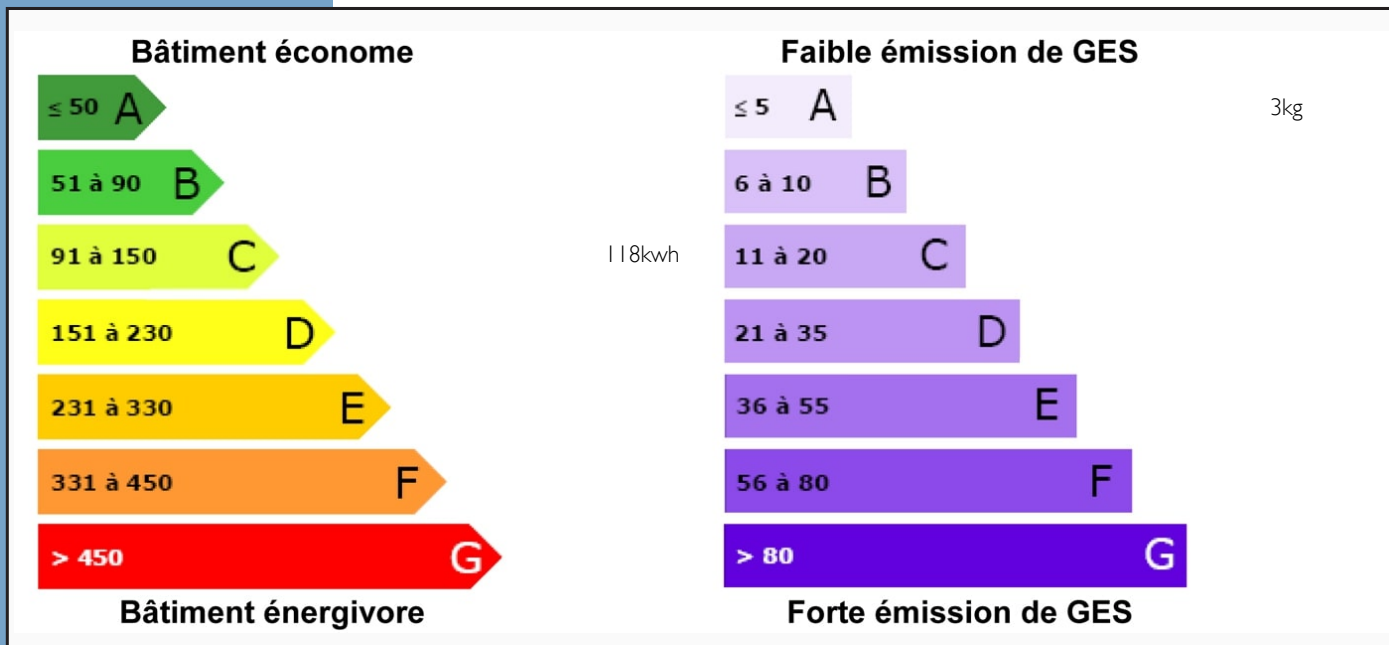 Bâtiment économe
≤ 50 A
51 à 90 B
91 à 150 C
118kwh
151 à 230 D
231 à 330 E
331 à 450 F
> 450 G
Bâtiment énergivore
Faible émission de GES
≤ 5 A
3kg
6 à 10 B
11 à 20 C
21 à 35 D
36 à 55 E
56 à 80 F
> 80 G
Forte émission de GES